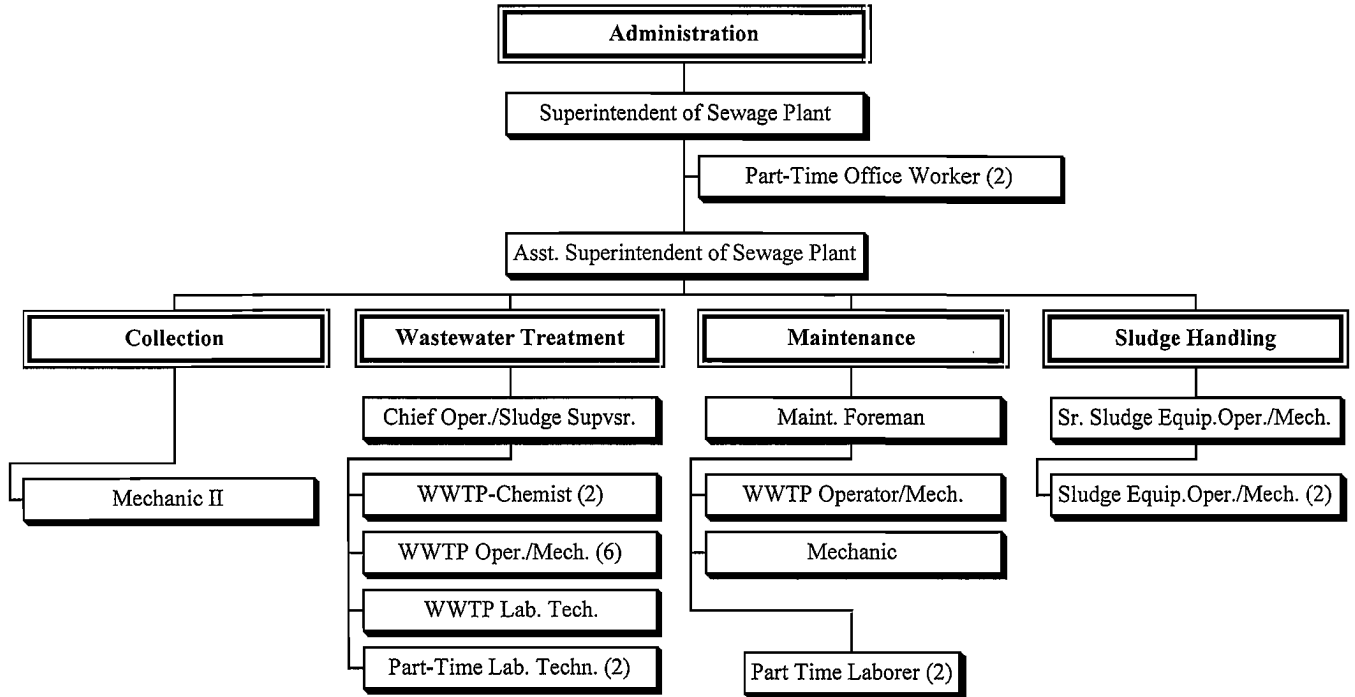 Administration
Superintendent of Sewage Plant
Part-Time Office Worker (2)
Asst. Superintendent of Sewage Plant
Collection
Wastewater Treatment
Maintenance
Sludge Handling
Chief Oper./Sludge Supvsr.
Maint. Foreman
Sr. Sludge Equip.Oper./Mech.
Mechanic II
WWTP-Chemist (2)
WWTP Operator/Mech.
Sludge Equip.Oper./Mech. (2)
WWTP Oper./Mech. (6)
Mechanic
WWTP Lab. Tech.
Part-Time Lab. Techn. (2)
Part Time Laborer (2)